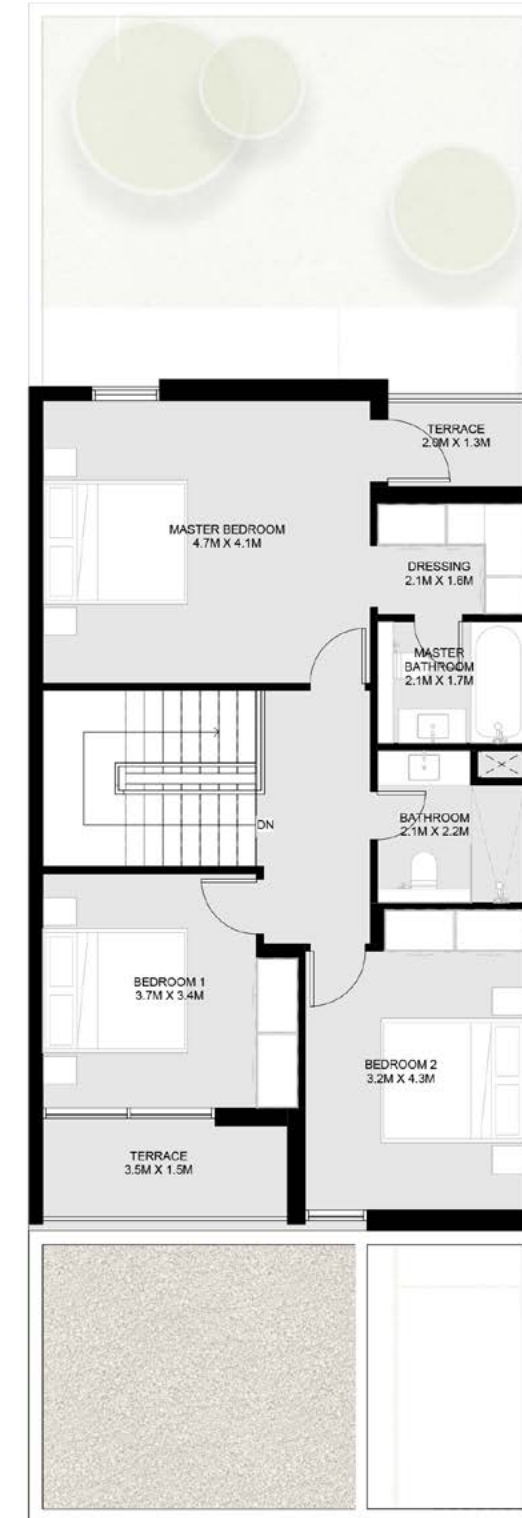 TERRACE
2.0M X 1.3M
MASTER BEDROOM
4.7M X 4.1M
DRESSING
2.1M X 1.6M
MASTER
BATHROOM
2.1M X 1.7M
DN
BATHROOM
2.1M X 2.2M
BEDROOM 1
3.7M X 3.4M
BEDROOM 2
3.2M X 4.3M
TERRACE
3.5M X 1.5M